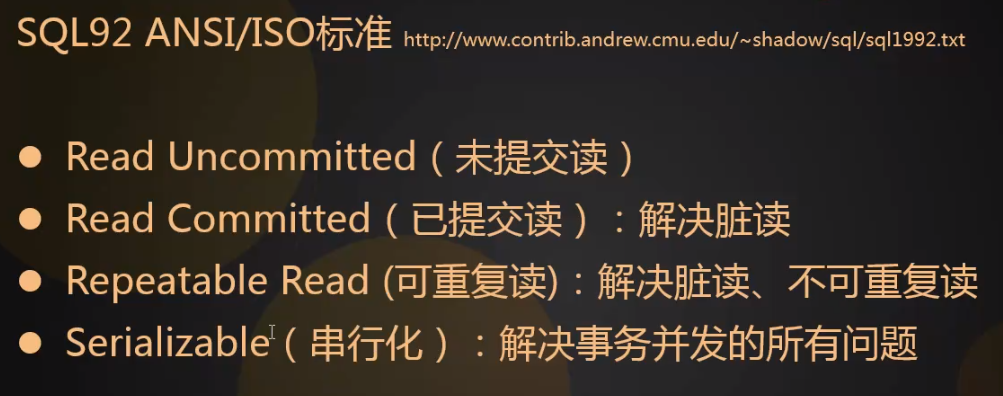 SQL92 ANSI/ISO标准 http://www.contrib.andrew.cmu.edu/~shadow/sql/sql1992.txt
● Read Uncommitted（未提交读）
● Read Committed（已提交读）：解决脏读
● Repeatable Read (可重复读)：解决脏读、不可重复读
● Serializable（串行化）：解决事务并发的所有问题